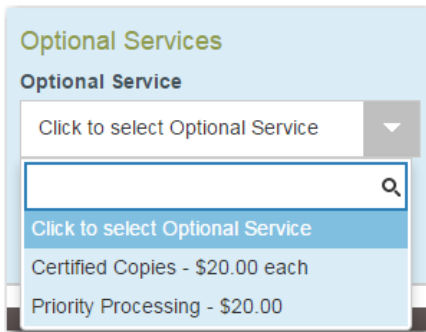 Optional Services
Optional Service
Click to select Optional Service
Click to select Optional Service
Certified Copies - $20.00 each
Priority Processing - $20.00